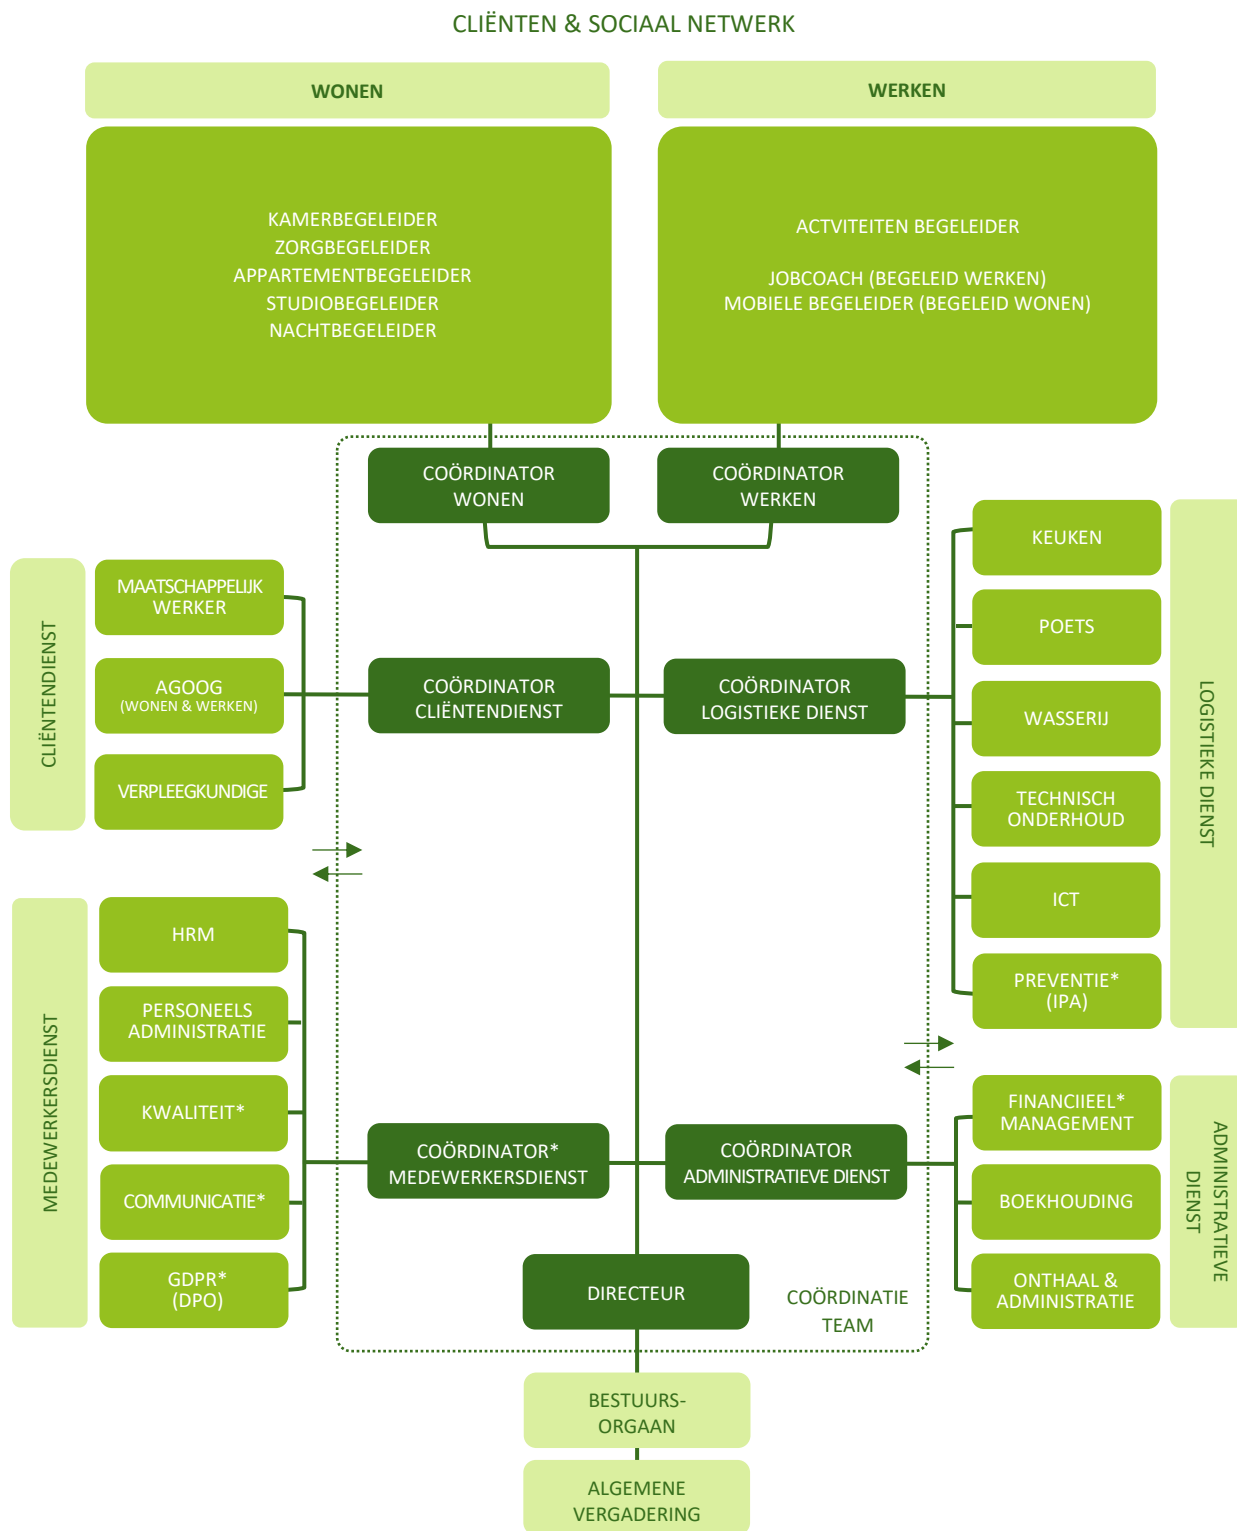 CLIËNTEN & SOCIAAL NETWERK
WONEN
WERKEN
KAMERBEGELEIDER
ZORGBEGELEIDER
APPARTEMENTBEGELEIDER
STUDIOBEGELEIDER
NACHTBEGELEIDER
ACTVITEITEN BEGELEIDER
JOBCOACH (BEGELEID WERKEN)
MOBIELE BEGELEIDER (BEGELEID WONEN)
COÖRDINATOR
WONEN
COÖRDINATOR
WERKEN
CLIËNTENDIENST
MAATSCHAPPELIJK
WERKER
AGOOG
(WONEN & WERKEN)
VERPLEEGKUNDIGE
COÖRDINATOR
CLIËNTENDIENST
COÖRDINATOR
LOGISTIEKE DIENST
KEUKEN
POETS
WASSERIJ
TECHNISCH
ONDERHOUD
ICT
PREVENTIE*
(IPA)
LOGISTIEKE DIENST
MEDEWERKERSDIENST
HRM
PERSONEELS
ADMINISTRATIE
KWALITEIT*
COMMUNICATIE*
GDPR*
(DPO)
COÖRDINATOR*
MEDEWERKERSDIENST
COÖRDINATOR
ADMINISTRATIEVE DIENST
FINANCIIEEL*
MANAGEMENT
BOEKHOUDING
ONTHAAL &
ADMINISTRATIE
ADMINISTRATIEVE
DIENST
DIRECTEUR
COÖRDINATIE
TEAM
BESTUURS-
ORGAAN
ALGEMENE
VERGADERING